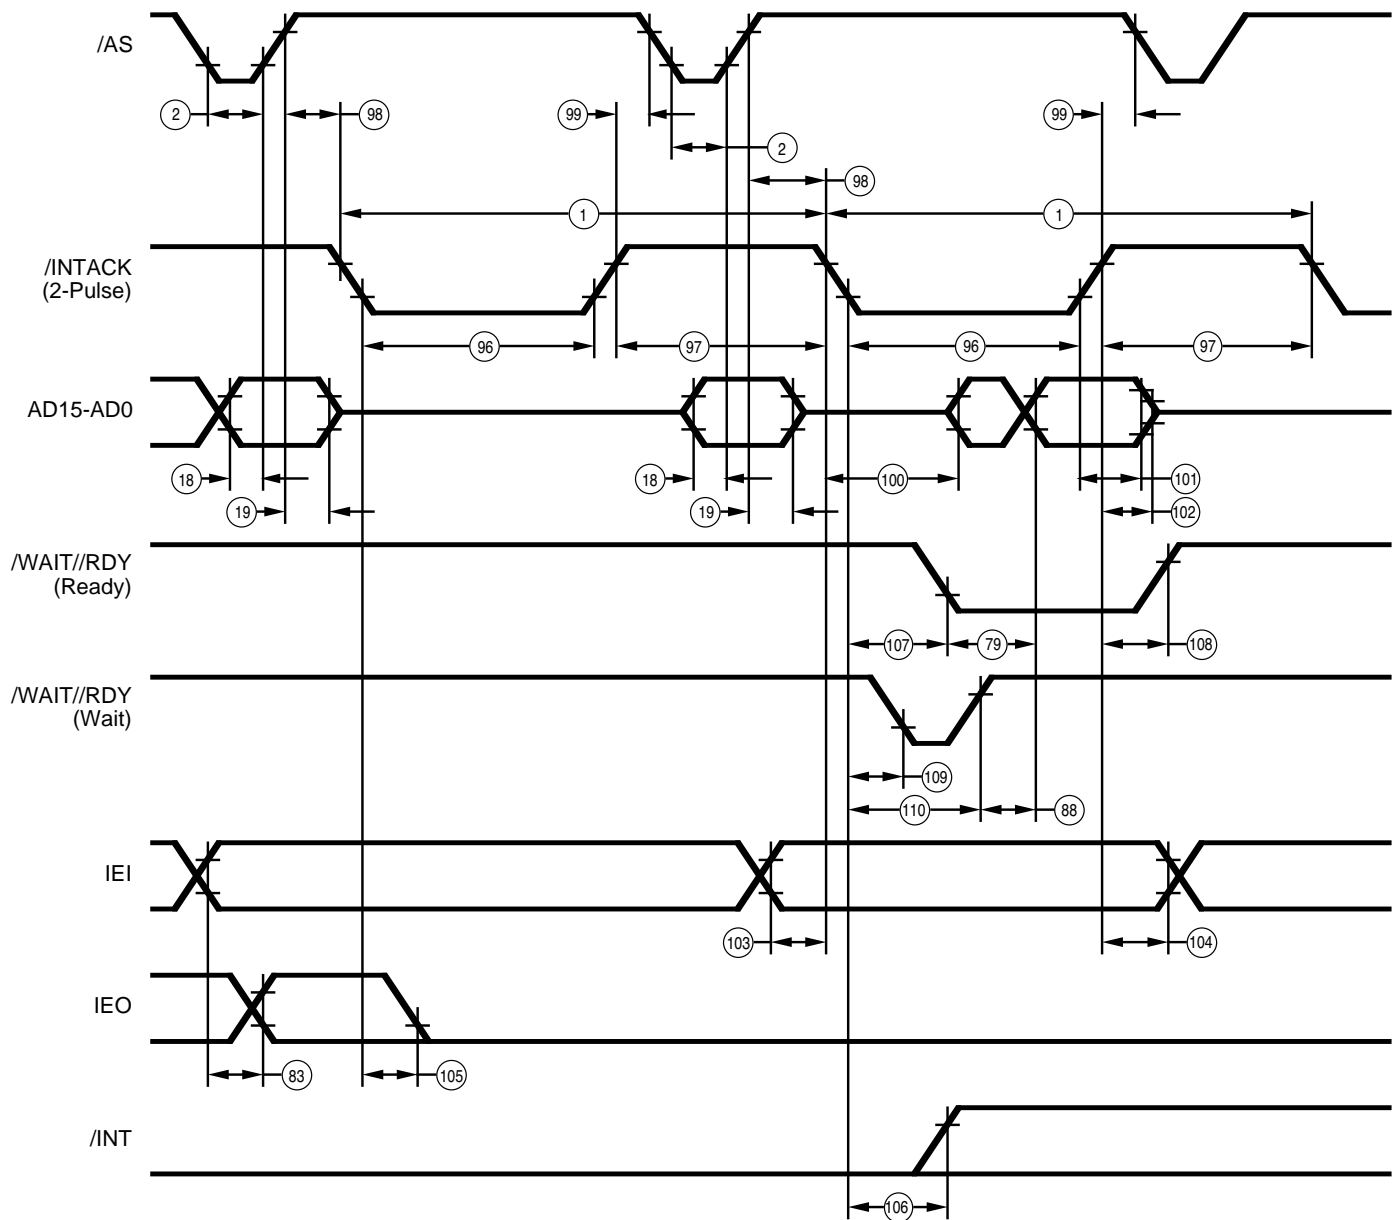 /AS
2
98
99
99
2
98
1
1
/INTACK
(2-Pulse)
96
97
96
97
AD15-AD0
18
18
100
101
19
19
102
/WAIT//RDY
(Ready)
107
79
108
/WAIT//RDY
(Wait)
109
110
88
IEI
103
104
IEO
83
105
/INT
106